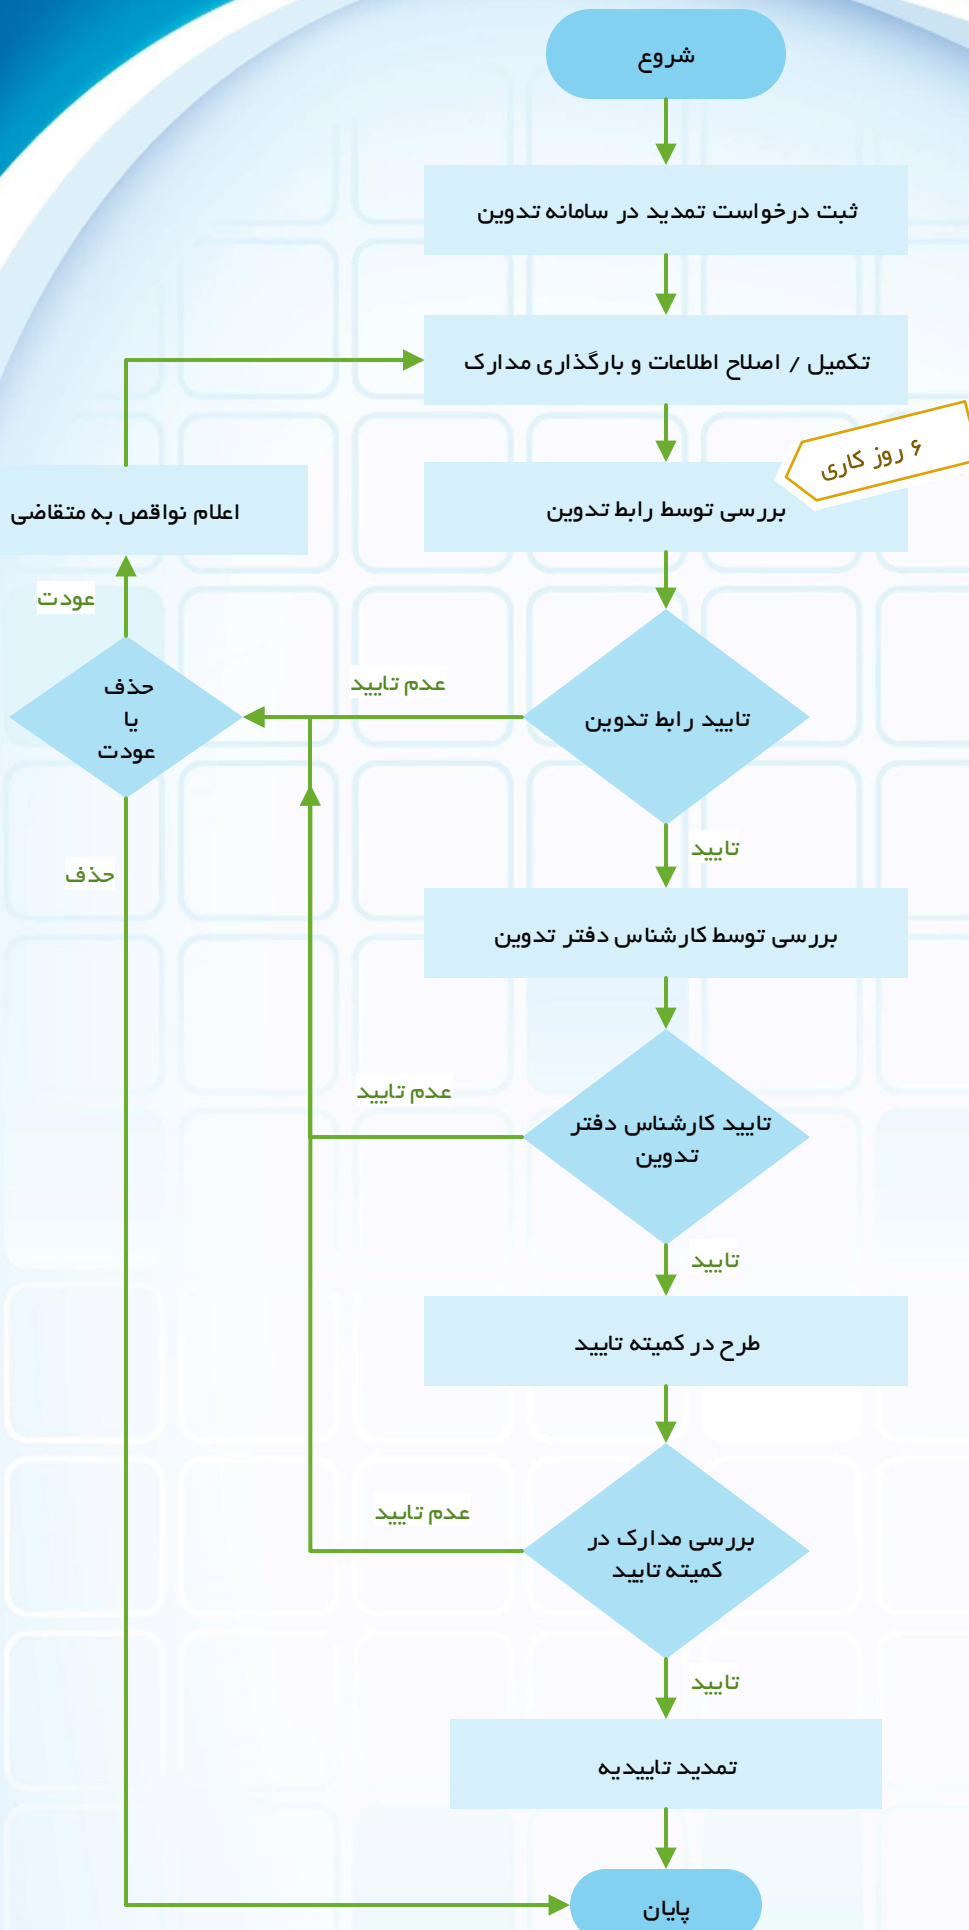 شروع
ثبت درخواست تمدید در سامانه تدوین
تکمیل / اصلاح اطلاعات و بارگذاری مدارک
۶ روز کاری
بررسی توسط رابط تدوین
اعلام نواقص به متقاضی
عودت
حذف
یا
عودت
عدم تایید
تایید رابط تدوین
تایید
حذف
بررسی توسط کارشناس دفتر تدوین
عدم تایید
تایید کارشناس دفتر
تدوین
تایید
طرح در کمیته تایید
عدم تایید
بررسی مدارک در
کمیته تایید
تایید
تمدید تاییدیه
پایان